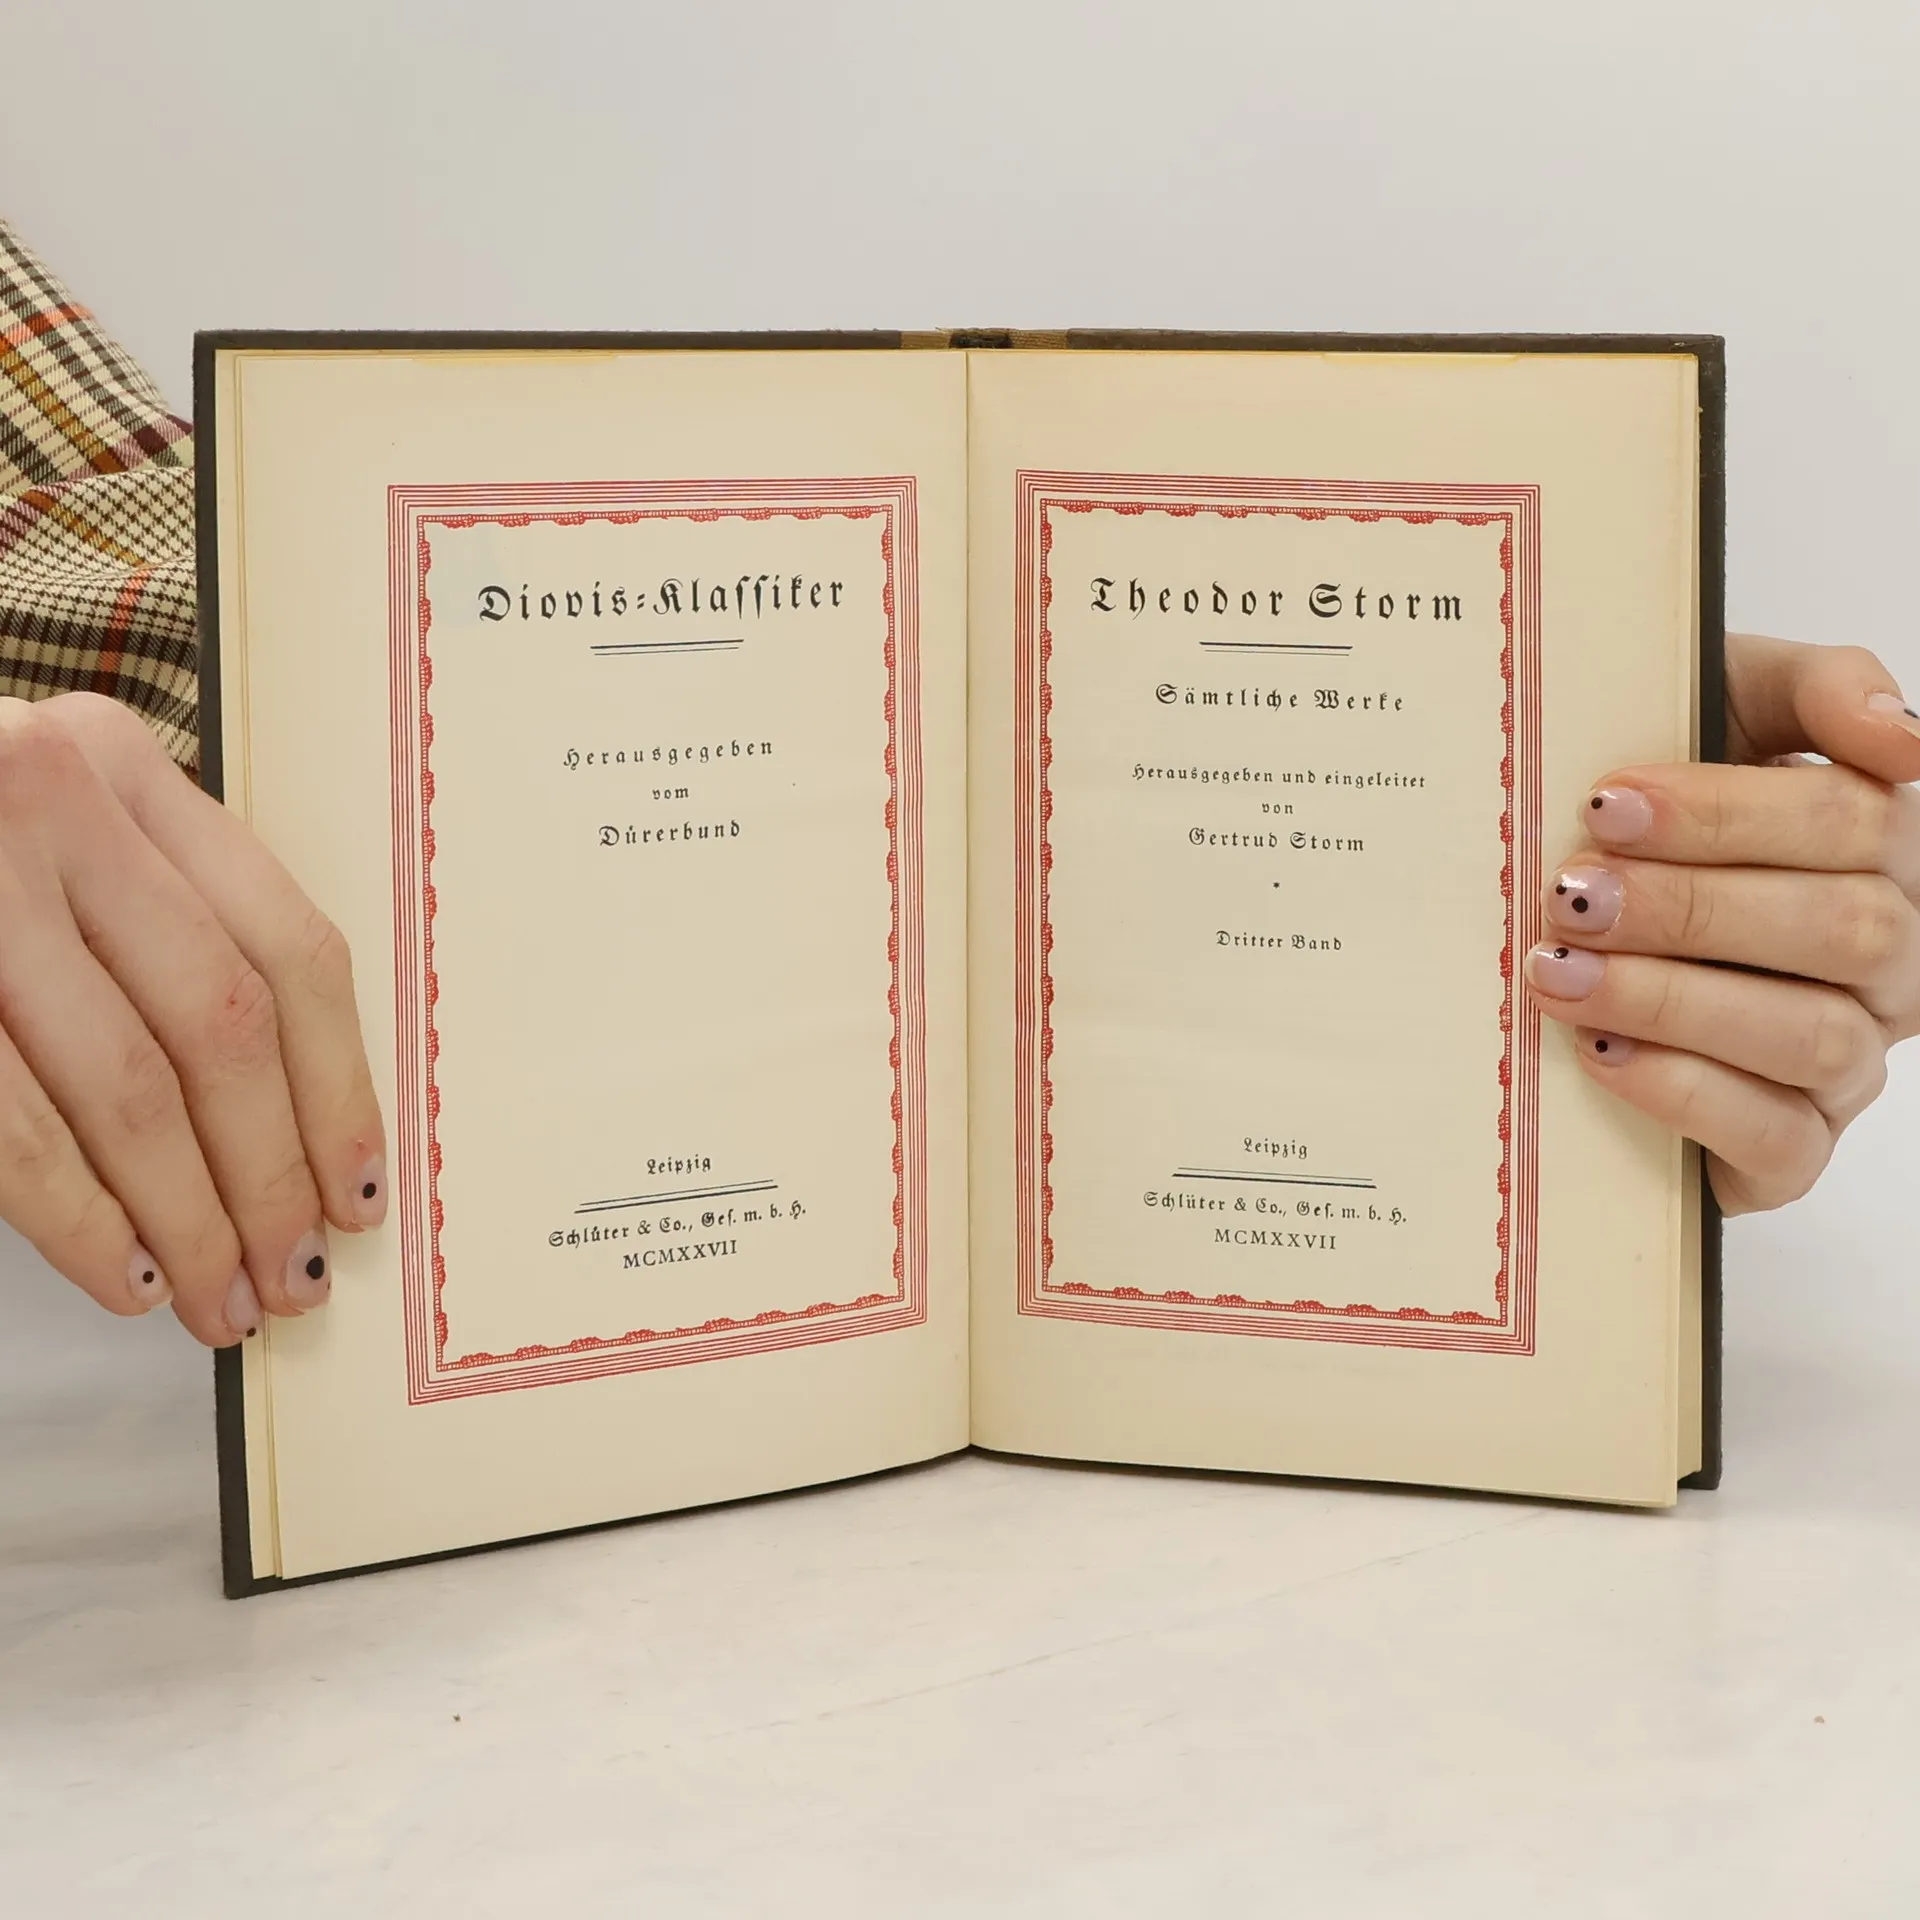 Diovis-Klassiker
Herausgegeben
vom
Dürerbund
Leipzig
Schlüter & Co., Ges. m. b. H.
MCMXXVII
Theodor Storm
Sämtliche Werke
Herausgegeben und eingeleitet
von
Gertrud Storm
*
Dritter Band
Leipzig
Schlüter & Co., Ges. m. b. H.
MCMXXVII